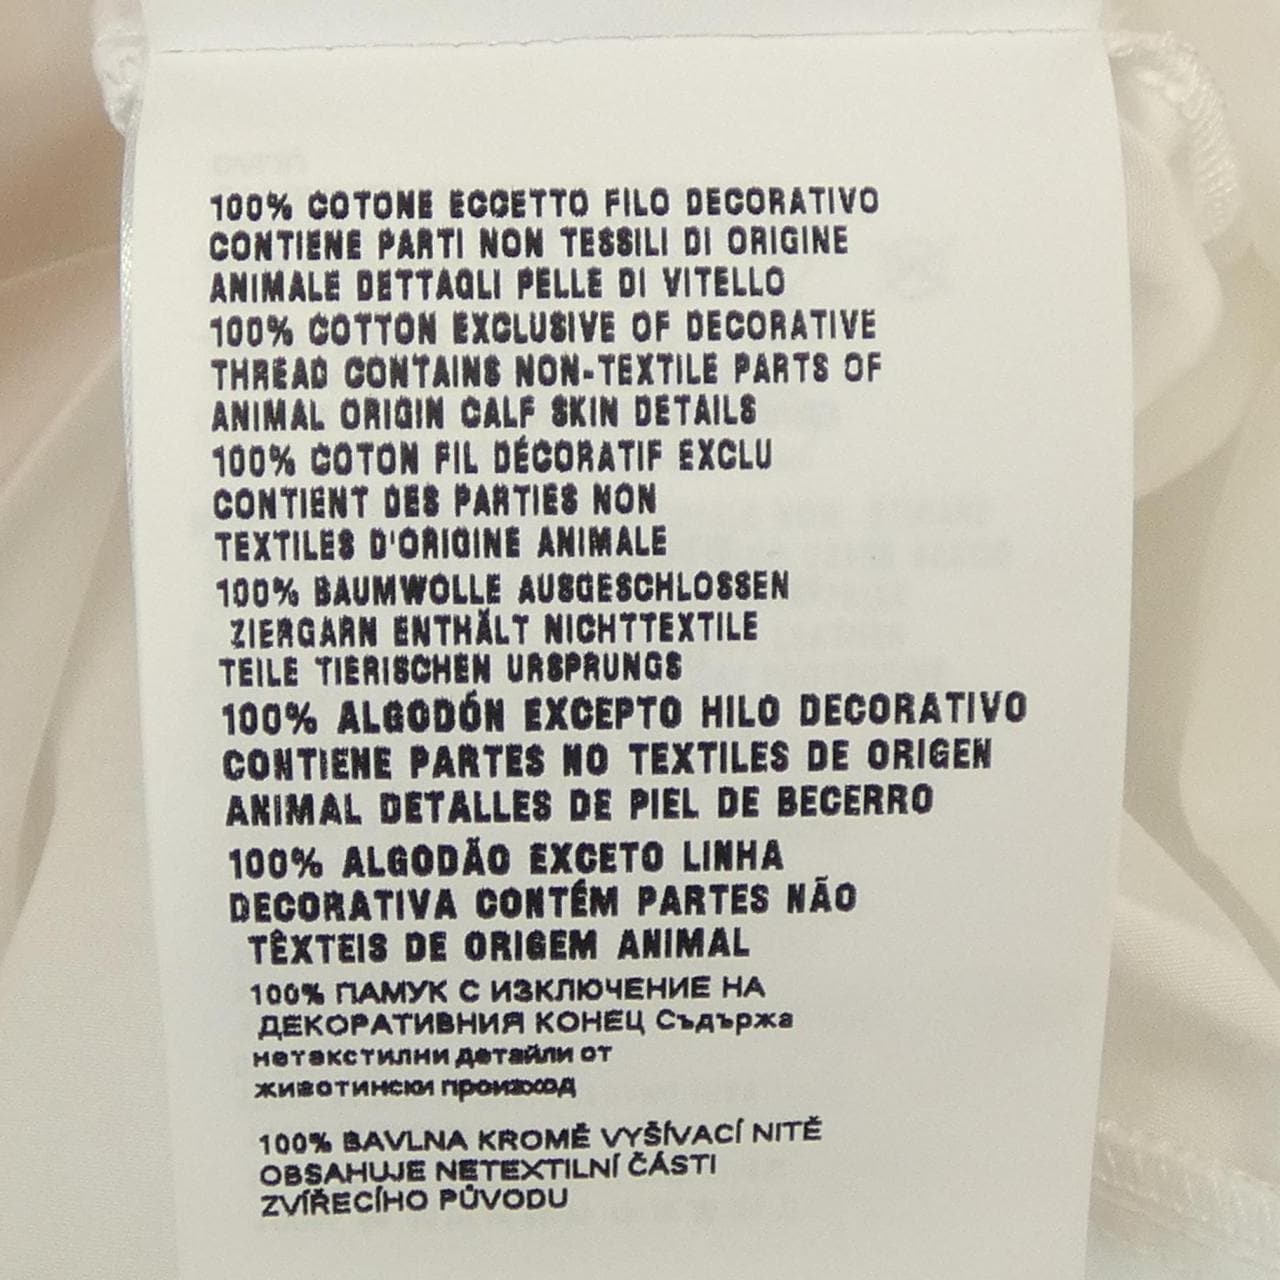 100% COTONE ECCETTO FILO DECORATIVO
CONTIENE PARTI NON TESSILI DI ORIGINE
ANIMALE DETTAGLI PELLE DI VITELLO
100% COTTON EXCLUSIVE OF DECORATIVE
THREAD CONTAINS NON-TEXTILE PARTS OF
ANIMAL ORIGIN CALF SKIN DETAILS
100% COTON FIL DÉCORATIF EXCLU
CONTIENT DES PARTIES NON
TEXTILES D'ORIGINE ANIMALE
100% BAUMWOLLE AUSGESCHLOSSEN
ZIERGARN ENTHÄLT NICHTTEXTILE
TEILE TIERISCHEN URSPRUNGS
100% ALGODÓN EXCEPTO HILO DECORATIVO
CONTIENE PARTES NO TEXTILES DE ORIGEN
ANIMAL DETALLES DE PIEL DE BECERRO
100% ALGODÃO EXCETO LINHA
DECORATIVA CONTÉM PARTES NÃO
TÊXTEIS DE ORIGEM ANIMAL
100% ПАМУК С ИЗКЛЮЧЕНИЕ НА
ДЕКОРАТИВНИЯ КОНЕЦ Съдържа
нетекстилни детайли от
животински произход
100% BAVLNA KROMĚ VYŠÍVACÍ NITĚ
OBSAHUJE NETEXTILNÍ ČÁSTI
ZVÍŘECÍHO PŮVODU